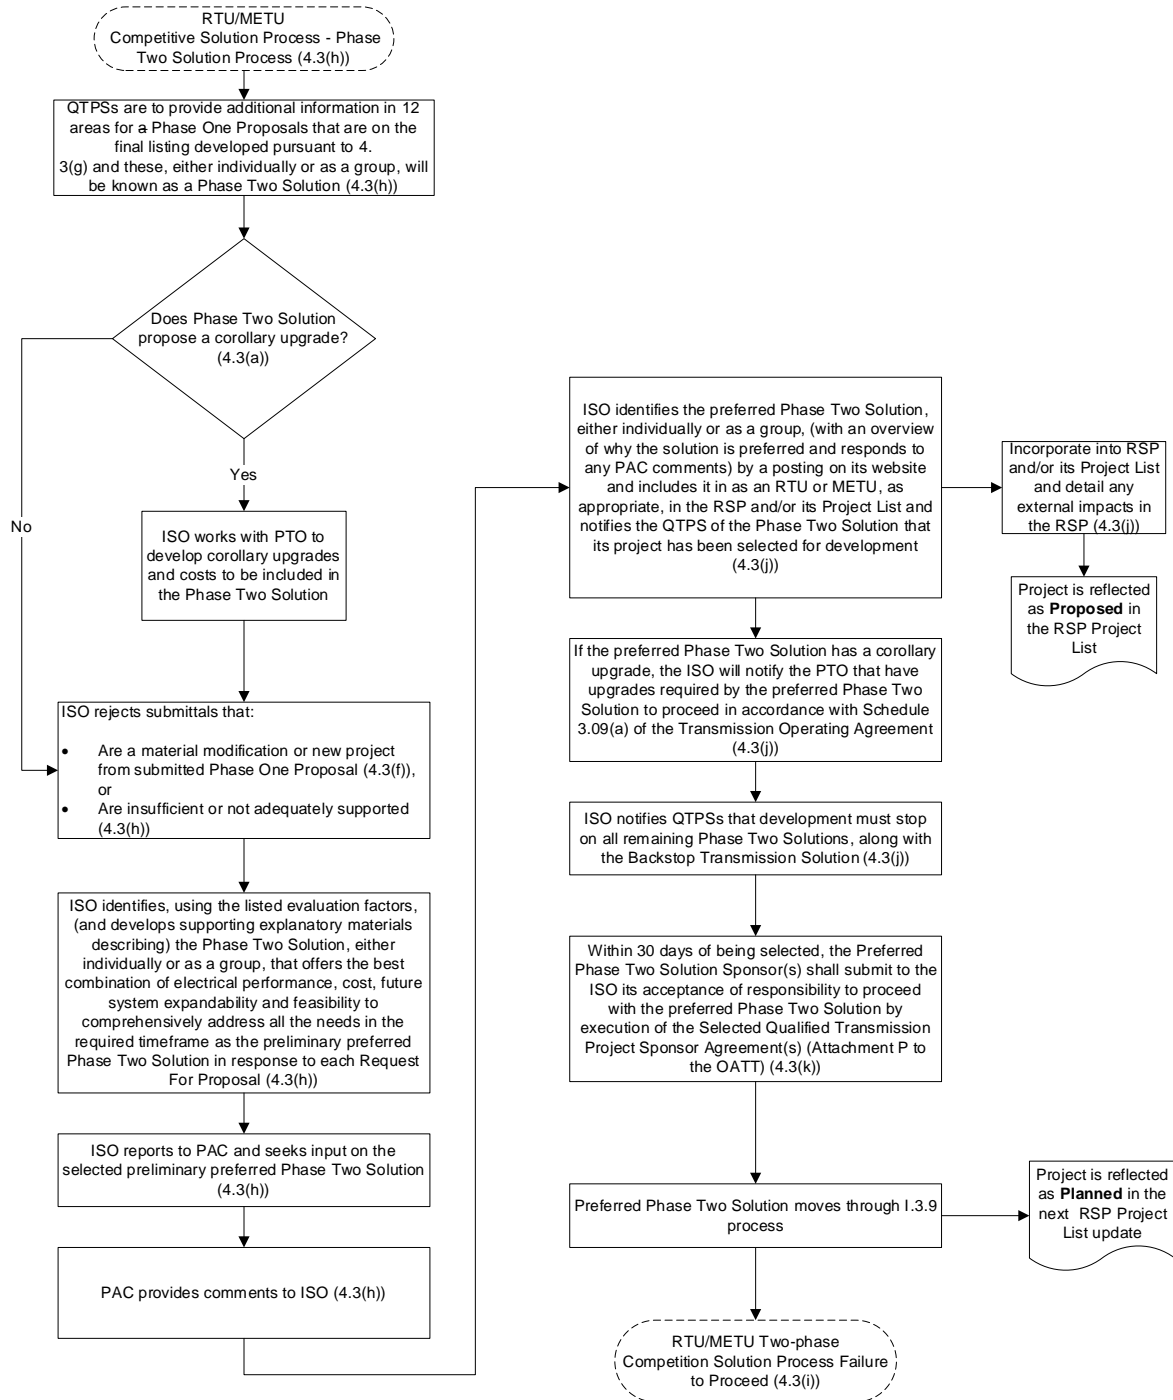 RTU/METU
Competitive Solution Process - Phase
Two Solution Process (4.3(h))
QTPSs are to provide additional information in 12
areas for a Phase One Proposals that are on the
final listing developed pursuant to 4.
3(g) and these, either individually or as a group, will
be known as a Phase Two Solution (4.3(h))
Does Phase Two Solution
propose a corollary upgrade?
(4.3(a))
Yes
No
ISO works with PTO to
develop corollary upgrades
and costs to be included in
the Phase Two Solution
ISO rejects submittals that:
• Are a material modification or new project
from submitted Phase One Proposal (4.3(f)),
or
• Are insufficient or not adequately supported
(4.3(h))
ISO identifies, using the listed evaluation factors,
(and develops supporting explanatory materials
describing) the Phase Two Solution, either
individually or as a group, that offers the best
combination of electrical performance, cost, future
system expandability and feasibility to
comprehensively address all the needs in the
required timeframe as the preliminary preferred
Phase Two Solution in response to each Request
For Proposal (4.3(h))
ISO reports to PAC and seeks input on the
selected preliminary preferred Phase Two Solution
(4.3(h))
PAC provides comments to ISO (4.3(h))
ISO identifies the preferred Phase Two Solution,
either individually or as a group, (with an overview
of why the solution is preferred and responds to
any PAC comments) by a posting on its website
and includes it in as an RTU or METU, as
appropriate, in the RSP and/or its Project List and
notifies the QTPS of the Phase Two Solution that
its project has been selected for development
(4.3(j))
Incorporate into RSP
and/or its Project List
and detail any
external impacts in
the RSP (4.3(j))
Project is reflected
as Proposed in
the RSP Project
List
If the preferred Phase Two Solution has a corollary
upgrade, the ISO will notify the PTO that have
upgrades required by the preferred Phase Two
Solution to proceed in accordance with Schedule
3.09(a) of the Transmission Operating Agreement
(4.3(j))
ISO notifies QTPSs that development must stop
on all remaining Phase Two Solutions, along with
the Backstop Transmission Solution (4.3(j))
Within 30 days of being selected, the Preferred
Phase Two Solution Sponsor(s) shall submit to the
ISO its acceptance of responsibility to proceed
with the preferred Phase Two Solution by
execution of the Selected Qualified Transmission
Project Sponsor Agreement(s) (Attachment P to
the OATT) (4.3(k))
Preferred Phase Two Solution moves through I.3.9
process
Project is reflected
as Planned in the
next RSP Project
List update
RTU/METU Two-phase
Competition Solution Process Failure
to Proceed (4.3(i))